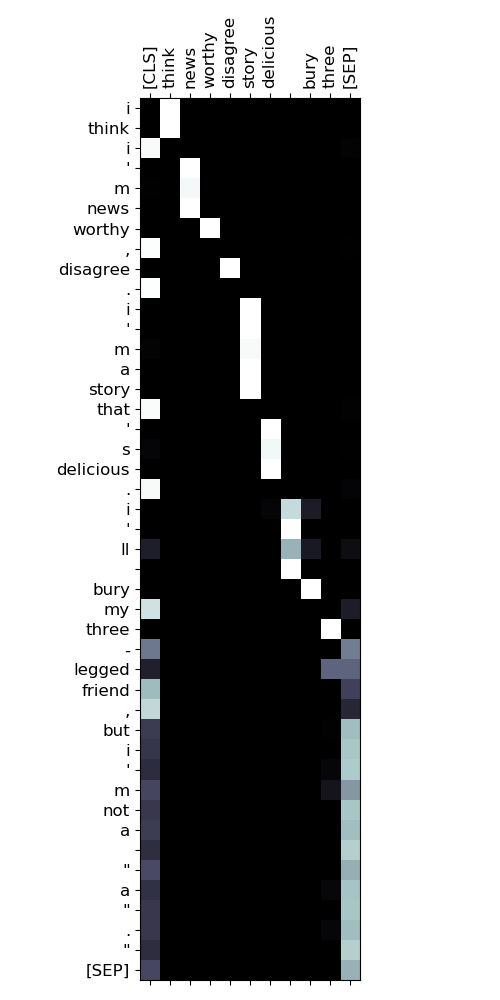 [CLS]
think
news
worthy
disagree
story
delicious
bury
three
[SEP]
i
think
i
'
m
news
worthy
,
disagree
.
i
'
m
a
story
that
'
s
delicious
.
i
'
ll
bury
my
three
-
legged
friend
,
but
i
'
m
not
a
"
a
"
.
"
[SEP]